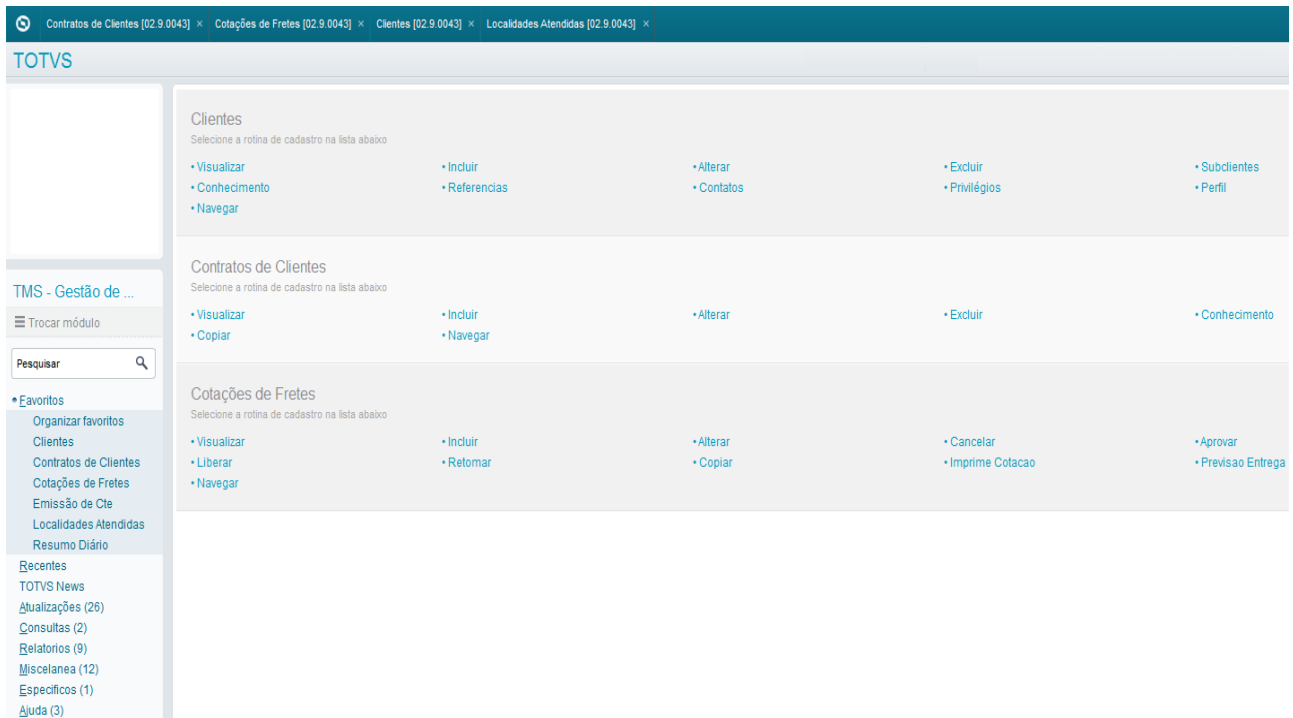 Contratos de Clientes [02.9.0043] × Cotações de Fretes [02.9.0043] × Clientes [02.9.0043] × Localidades Atendidas [02.9.0043] ×
TOTVS
Clientes
Selecione a rotina de cadastro na lista abaixo
• Visualizar • Incluir • Alterar • Excluir • Subclientes
• Conhecimento • Referencias • Contatos • Privilégios • Perfil
• Navegar
Contratos de Clientes
Selecione a rotina de cadastro na lista abaixo
• Visualizar • Incluir • Alterar • Excluir • Conhecimento
• Copiar • Navegar
Cotações de Fretes
Selecione a rotina de cadastro na lista abaixo
• Visualizar • Incluir • Alterar • Cancelar • Aprovar
• Liberar • Retomar • Copiar • Imprime Cotacao • Previsao Entrega
• Navegar
TMS - Gestão de ...
Trocar módulo
Pesquisar
• Favoritos
Organizar favoritos
Clientes
Contratos de Clientes
Cotações de Fretes
Emissão de Cte
Localidades Atendidas
Resumo Diário
Recentes
TOTVS News
Atualizações (26)
Consultas (2)
Relatorios (9)
Miscelanea (12)
Especificos (1)
Ajuda (3)